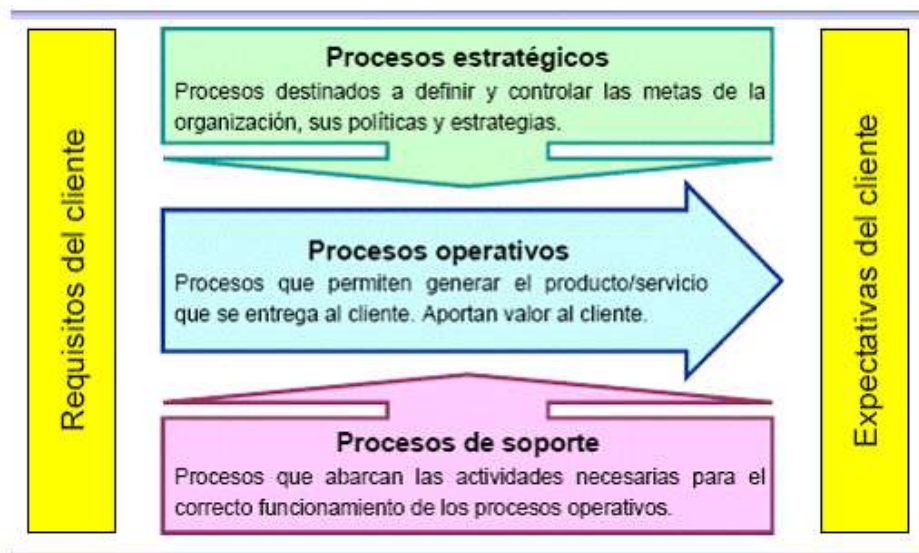 Requisitos del cliente
Procesos estratégicos
Procesos destinados a definir y controlar las metas de la
organización, sus políticas y estrategias.
Procesos operativos
Procesos que permiten generar el producto/servicio
que se entrega al cliente. Aportan valor al cliente.
Procesos de soporte
Procesos que abarcan las actividades necesarias para el
correcto funcionamiento de los procesos operativos.
Expectativas del cliente